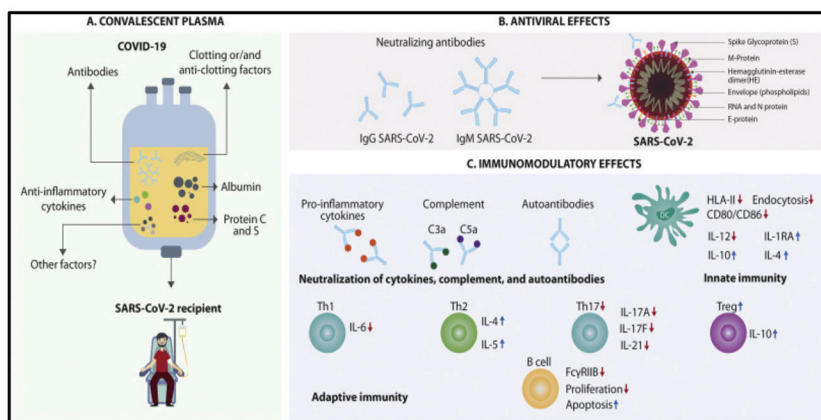 A. CONVALESCENT PLASMA
COVID-19
Antibodies
Clotting or/and
anti-clotting factors
Anti-inflammatory
cytokines
Albumin
Protein C
and S
Other factors?
SARS-CoV-2 recipient
B. ANTIVIRAL EFFECTS
Neutralizing antibodies
IgG SARS-CoV-2
IgM SARS-CoV-2
Spike Glycoprotein (S)
M-Protein
Hemagglutinin-esterase
dimer(HE)
Envelope (phospholipids)
RNA and N protein
E-protein
SARS-CoV-2
C. IMMUNOMODULATORY EFFECTS
Pro-inflammatory
cytokines
Complement
C3a
C5a
Autoantibodies
Neutralization of cytokines, complement, and autoantibodies
DC
HLA-II↓ Endocytosis↓
CD80/CD86↓
IL-12↓ IL-1RA↑
IL-10↑ IL-4↑
Innate immunity
Th1
IL-6↓
Th2
IL-4↑
IL-5↑
Th17↓
IL-17A↓
IL-17F↓
IL-21↓
Treg↑
IL-10↑
B cell
FcγRIIB↓
Proliferation↓
Apoptosis↑
Adaptive immunity